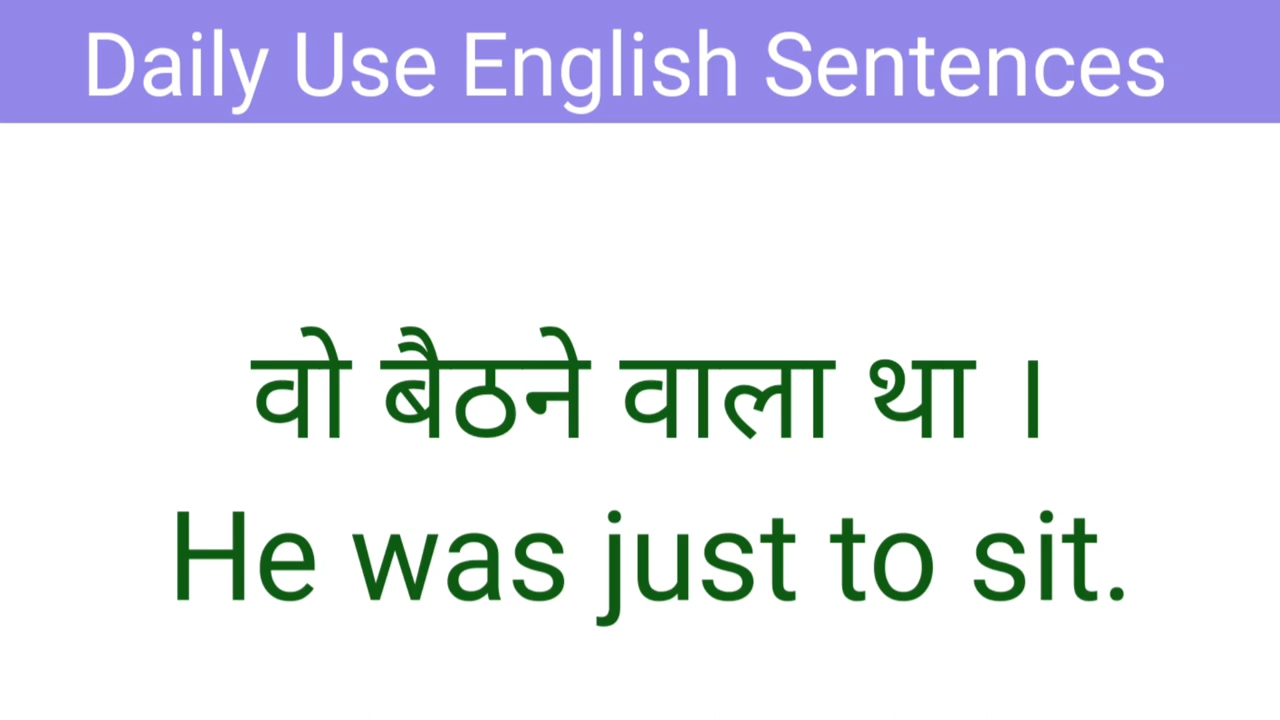 Daily Use English Sentences
वो बैठने वाला था ।
He was just to sit.